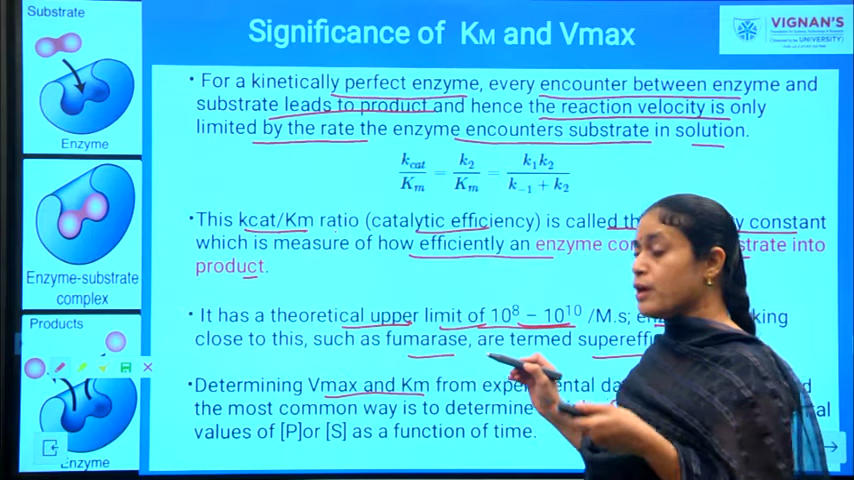 Substrate
Enzyme
Enzyme-substrate
complex
Products
Enzyme
Significance of KM and Vmax
VIGNAN'S
UNIVERSITY
• For a kinetically perfect enzyme, every encounter between enzyme and
substrate leads to product and hence the reaction velocity is only
limited by the rate the enzyme encounters substrate in solution.
kcat/Km = k2/Km = k1k2/k−1 + k2
•This kcat/Km ratio (catalytic efficiency) is called constant
which is measure of how efficiently an enzyme into
product.
• It has a theoretical upper limit of 10⁸ – 10¹⁰ /M.s;
close to this, such as fumarase, are termed
•Determining Vmax and Km from
the most common way is to determine
values of [P]or [S] as a function of time.